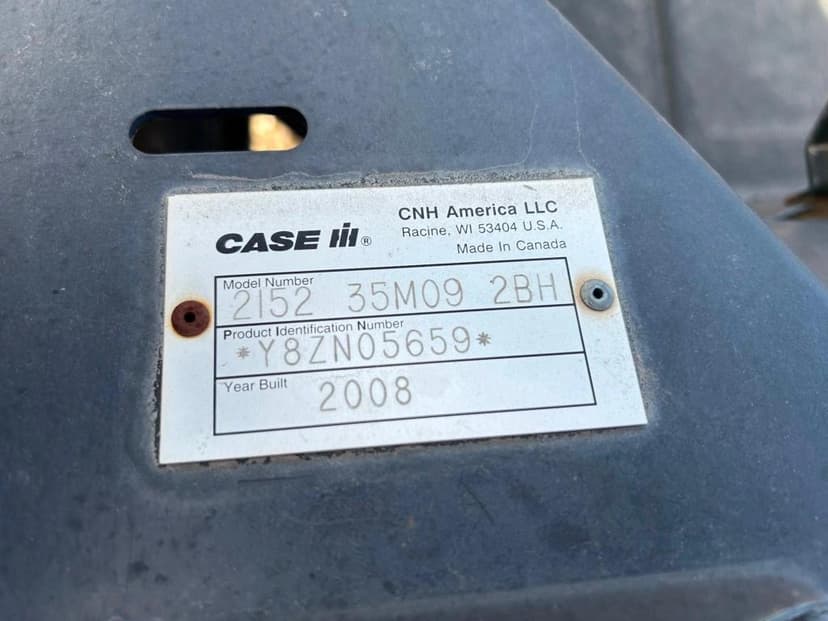 CNH America LLC
CASE IH®
Racine, WI 53404 U.S.A.
Made In Canada
Model Number
2152 35M09 2BH
Product Identification Number
*Y8ZN05659*
Year Built
2008